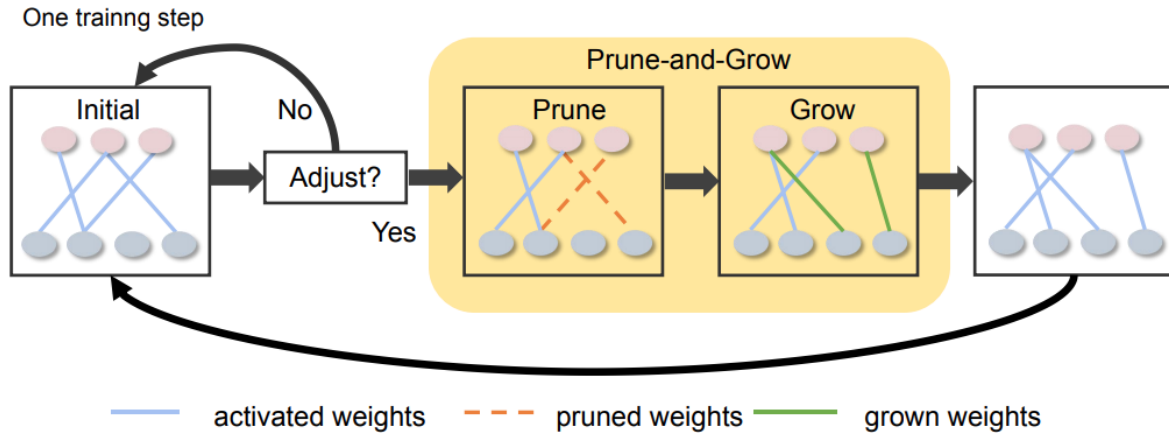 One trainng step
Prune-and-Grow
Initial
No
Adjust?
Yes
Prune
Grow
activated weights
pruned weights
grown weights